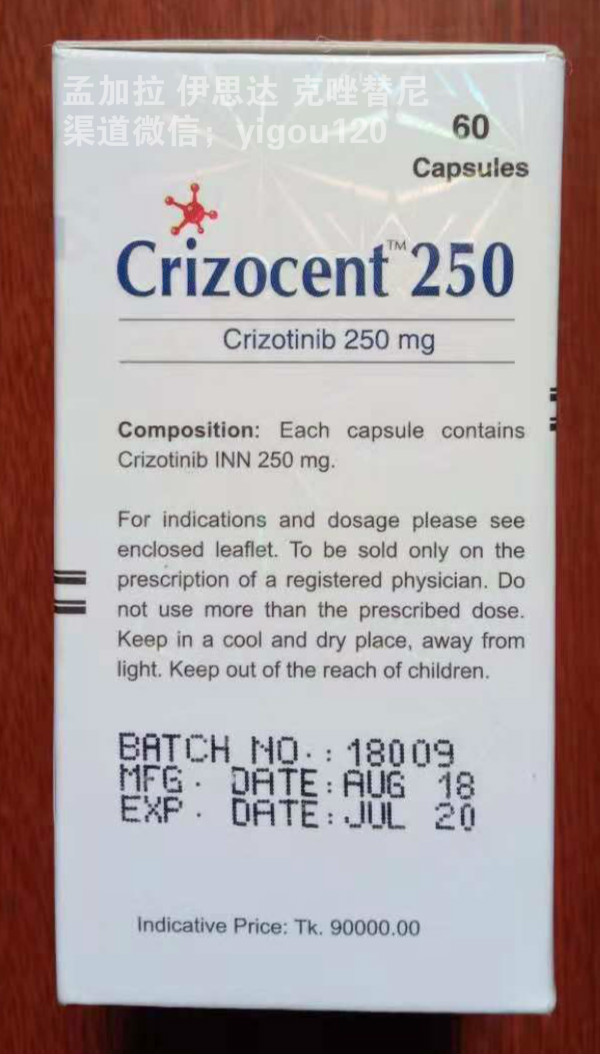 孟加拉 伊思达 克唑替尼
渠道微信；yigou120
60
Capsules
Crizocent™ 250
Crizotinib 250 mg
Composition: Each capsule contains
Crizotinib INN 250 mg.
For indications and dosage please see
enclosed leaflet. To be sold only on the
prescription of a registered physician. Do
not use more than the prescribed dose.
Keep in a cool and dry place, away from
light. Keep out of the reach of children.
BATCH NO. : 18009
MFG. DATE : AUG 18
EXP. DATE : JUL 20
Indicative Price: Tk. 90000.00